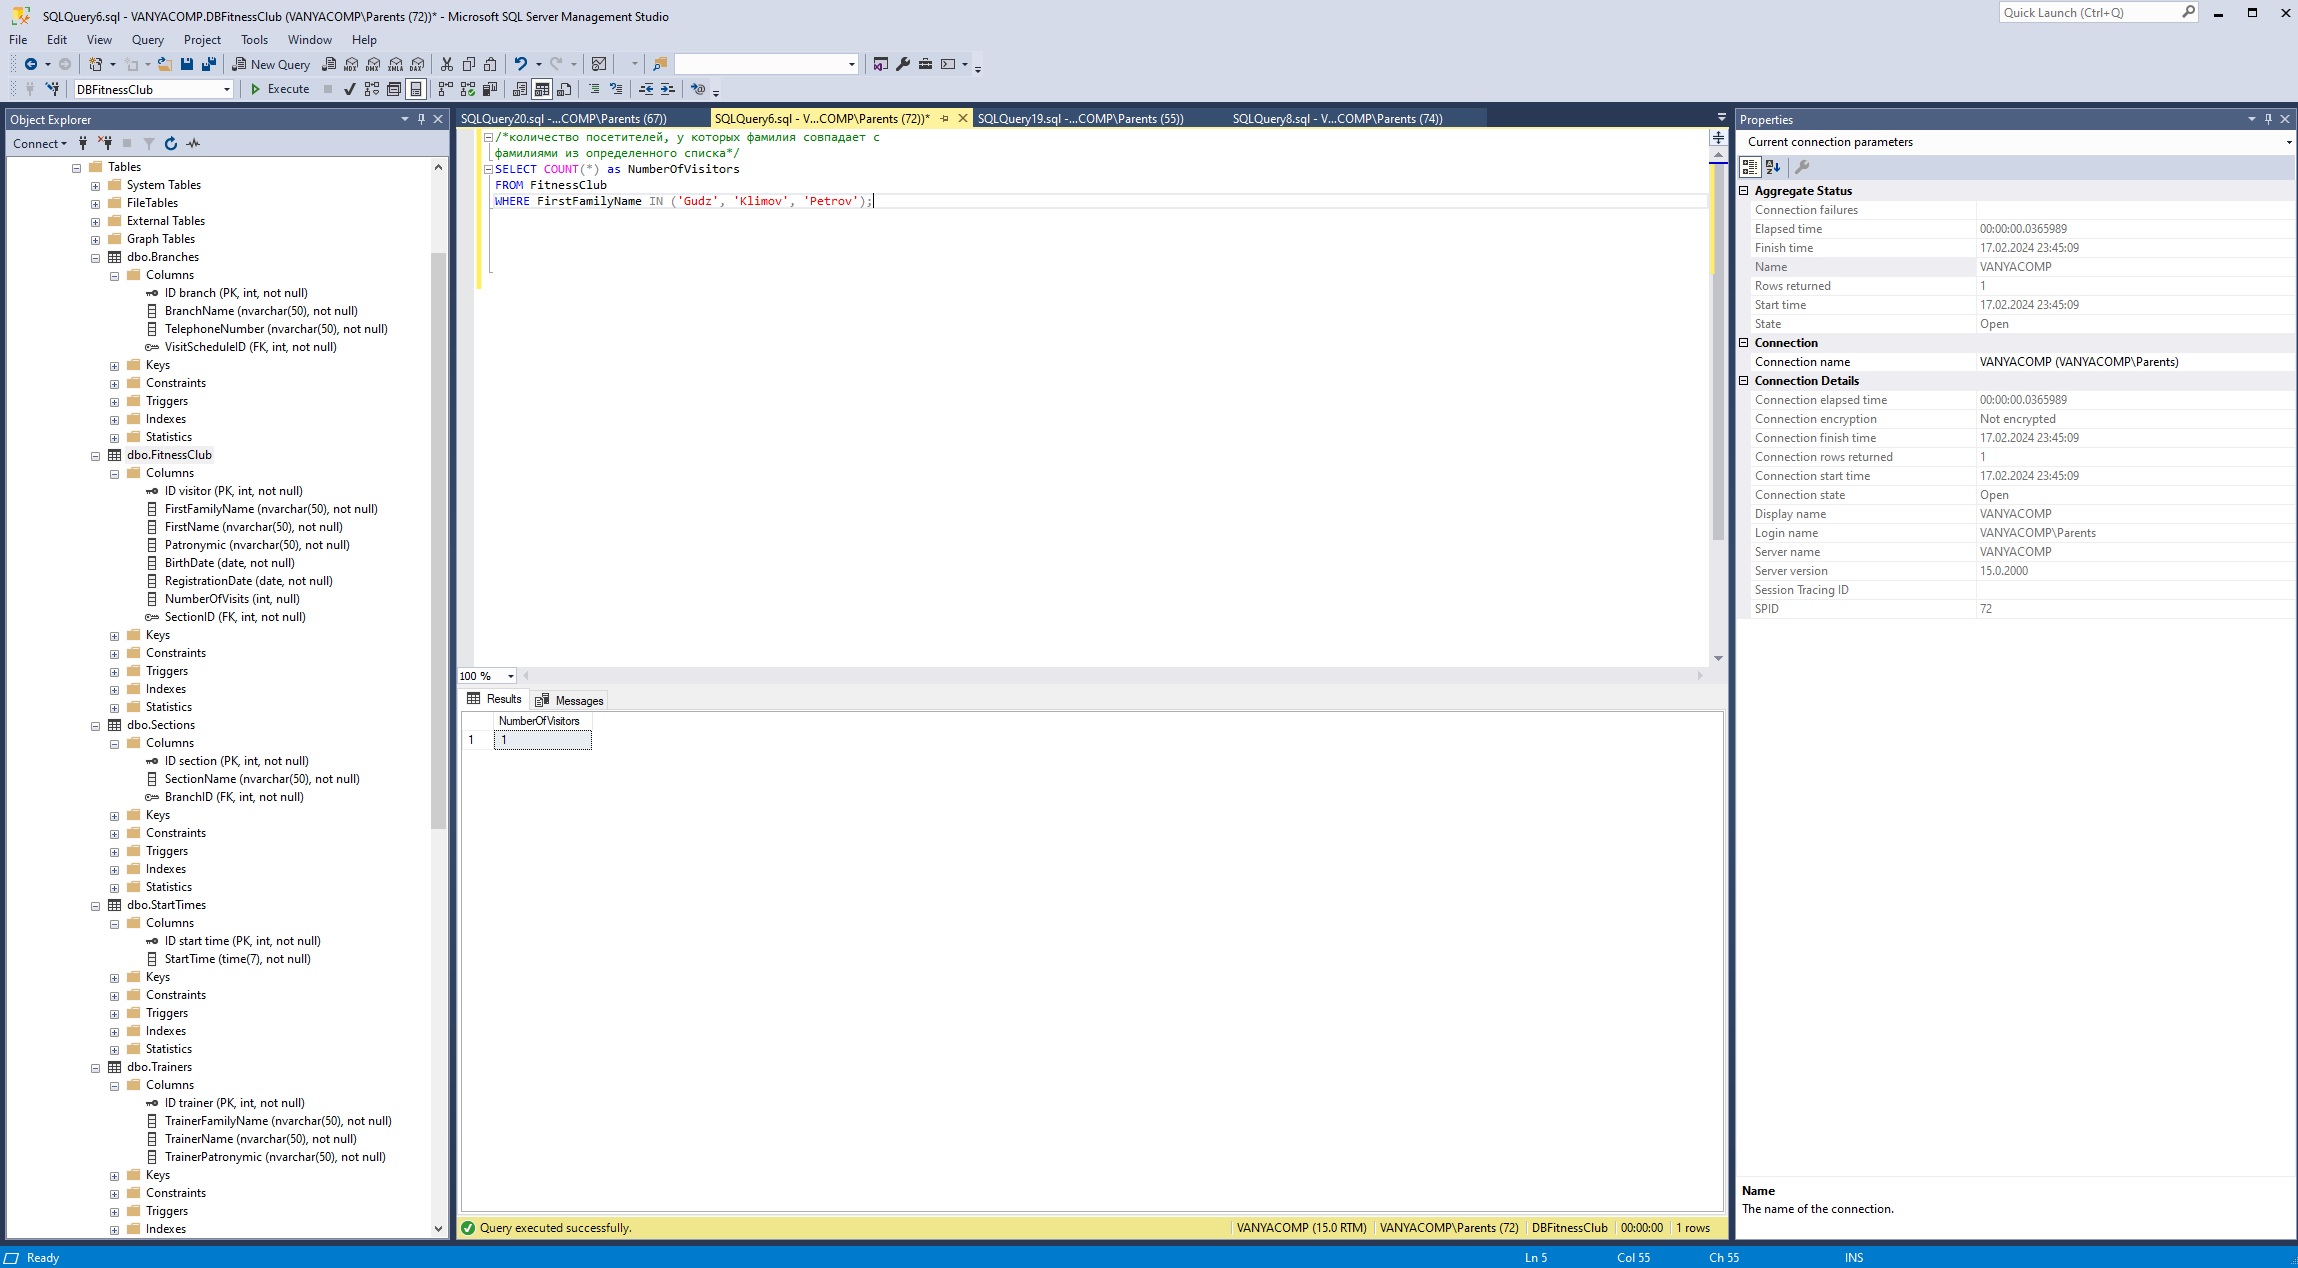 SQLQuery6.sql - VANYACOMP.DBFitnessClub (VANYACOMP\Parents (72))* - Microsoft SQL Server Management Studio
Quick Launch (Ctrl+Q)
File Edit View Query Project Tools Window Help
New Query MDX DMX XMLA DAX
DBFitnessClub Execute
Object Explorer
Connect
Tables
System Tables
FileTables
External Tables
Graph Tables
dbo.Branches
Columns
ID branch (PK, int, not null)
BranchName (nvarchar(50), not null)
TelephoneNumber (nvarchar(50), not null)
VisitScheduleID (FK, int, not null)
Keys
Constraints
Triggers
Indexes
Statistics
dbo.FitnessClub
Columns
ID visitor (PK, int, not null)
FirstFamilyName (nvarchar(50), not null)
FirstName (nvarchar(50), not null)
Patronymic (nvarchar(50), not null)
BirthDate (date, not null)
RegistrationDate (date, not null)
NumberOfVisits (int, null)
SectionID (FK, int, not null)
Keys
Constraints
Triggers
Indexes
Statistics
dbo.Sections
Columns
ID section (PK, int, not null)
SectionName (nvarchar(50), not null)
BranchID (FK, int, not null)
Keys
Constraints
Triggers
Indexes
Statistics
dbo.StartTimes
Columns
ID start time (PK, int, not null)
StartTime (time(7), not null)
Keys
Constraints
Triggers
Indexes
Statistics
dbo.Trainers
Columns
ID trainer (PK, int, not null)
TrainerFamilyName (nvarchar(50), not null)
TrainerName (nvarchar(50), not null)
TrainerPatronymic (nvarchar(50), not null)
Keys
Constraints
Triggers
Indexes
SQLQuery20.sql -...COMP\Parents (67)) SQLQuery6.sql - V...COMP\Parents (72))* SQLQuery19.sql -...COMP\Parents (55)) SQLQuery8.sql - V...COMP\Parents (74))
/*количество посетителей, у которых фамилия совпадает с
фамилиями из определенного списка*/
SELECT COUNT(*) as NumberOfVisitors
FROM FitnessClub
WHERE FirstFamilyName IN ('Gudz', 'Klimov', 'Petrov');
100 %
Results Messages
NumberOfVisitors
1 1
Query executed successfully. VANYACOMP (15.0 RTM) VANYACOMP\Parents (72) DBFitnessClub 00:00:00 1 rows
Properties
Current connection parameters
Aggregate Status
Connection failures
Elapsed time 00:00:00.0365989
Finish time 17.02.2024 23:45:09
Name VANYACOMP
Rows returned 1
Start time 17.02.2024 23:45:09
State Open
Connection
Connection name VANYACOMP (VANYACOMP\Parents)
Connection Details
Connection elapsed time 00:00:00.0365989
Connection encryption Not encrypted
Connection finish time 17.02.2024 23:45:09
Connection rows returned 1
Connection start time 17.02.2024 23:45:09
Connection state Open
Display name VANYACOMP
Login name VANYACOMP\Parents
Server name VANYACOMP
Server version 15.0.2000
Session Tracing ID
SPID 72
Name
The name of the connection.
Ready Ln 5 Col 55 Ch 55 INS